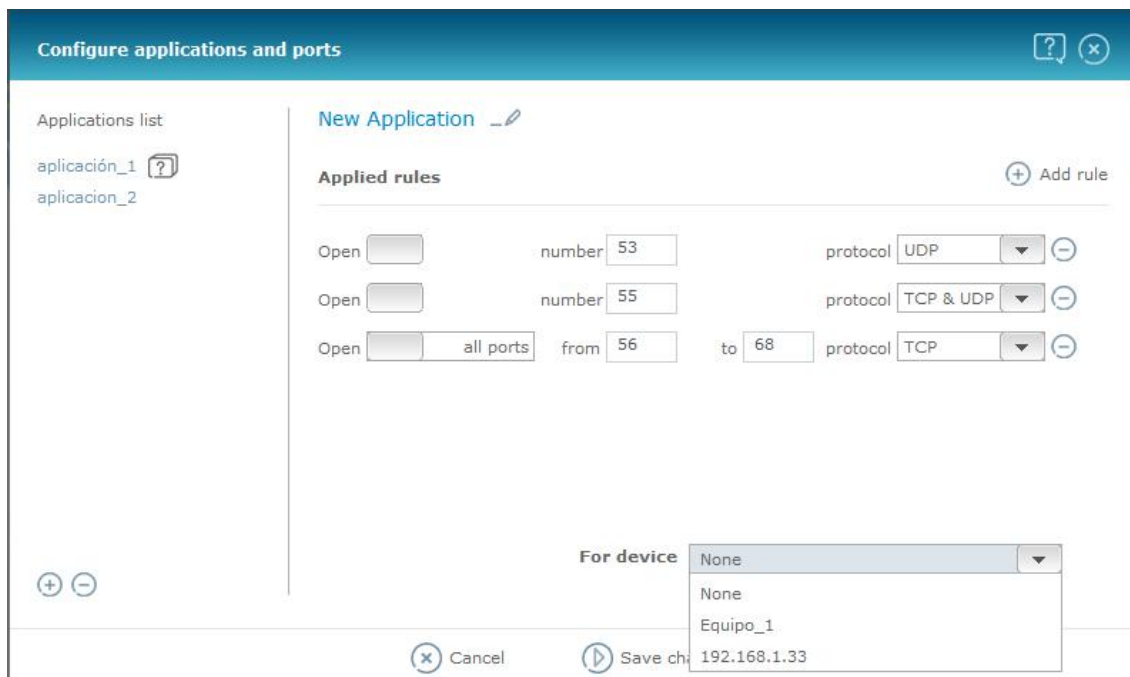 Configure applications and ports
Applications list
aplicación_1
aplicacion_2
New Application
Applied rules
Add rule
Open number 53 protocol UDP
Open number 55 protocol TCP & UDP
Open all ports from 56 to 68 protocol TCP
For device None
None
Equipo_1
192.168.1.33
Cancel
Save